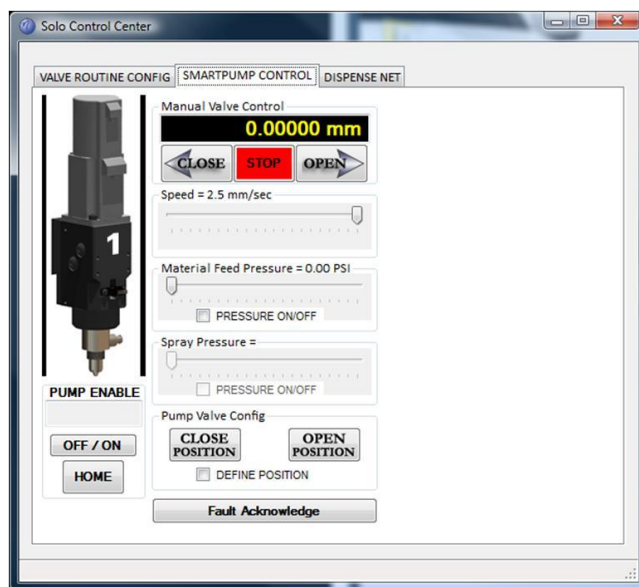 Solo Control Center
VALVE ROUTINE CONFIG
SMARTPUMP CONTROL
DISPENSE NET
1
PUMP ENABLE
OFF / ON
HOME
Manual Valve Control
0.00000 mm
CLOSE
STOP
OPEN
Speed = 2.5 mm/sec
Material Feed Pressure = 0.00 PSI
PRESSURE ON/OFF
Spray Pressure =
PRESSURE ON/OFF
Pump Valve Config
CLOSE
POSITION
OPEN
POSITION
DEFINE POSITION
Fault Acknowledge